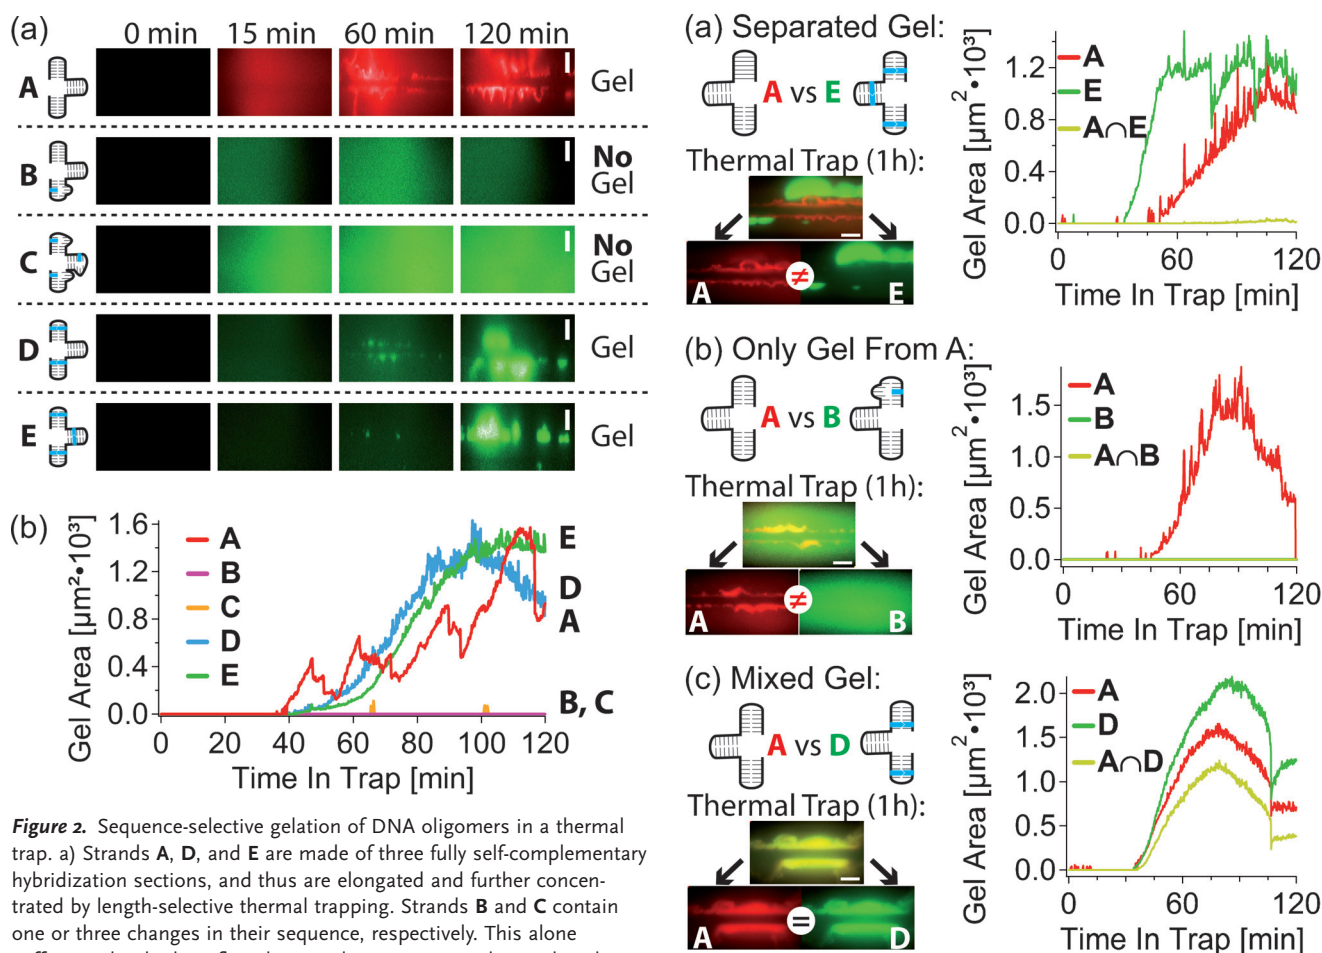 (a)
0 min 15 min 60 min 120 min
A Gel
B No
Gel
C No
Gel
D Gel
E Gel
(b)
Gel Area [µm²•10³]
1.6
1.2
0.8
0.4
0.0
A
B
C
D
E
E
D
A
B, C
0 20 40 60 80 100 120
Time In Trap [min]
Figure 2. Sequence-selective gelation of DNA oligomers in a thermal
trap. a) Strands A, D, and E are made of three fully self-complementary
hybridization sections, and thus are elongated and further concen-
trated by length-selective thermal trapping. Strands B and C contain
one or three changes in their sequence, respectively. This alone
(a) Separated Gel:
A vs E
Thermal Trap (1h):
A ≠ E
Gel Area [µm²•10³]
1.2
0.8
0.4
0.0
A
E
A∩E
0 60 120
Time In Trap [min]
(b) Only Gel From A:
A vs B
Thermal Trap (1h):
A ≠ B
Gel Area [µm²•10³]
1.5
1.0
0.5
0.0
A
B
A∩B
0 60 120
Time In Trap [min]
(c) Mixed Gel:
A vs D
Thermal Trap (1h):
A = D
Gel Area [µm²•10³]
2.0
1.5
1.0
0.5
0.0
A
D
A∩D
0 60 120
Time In Trap [min]